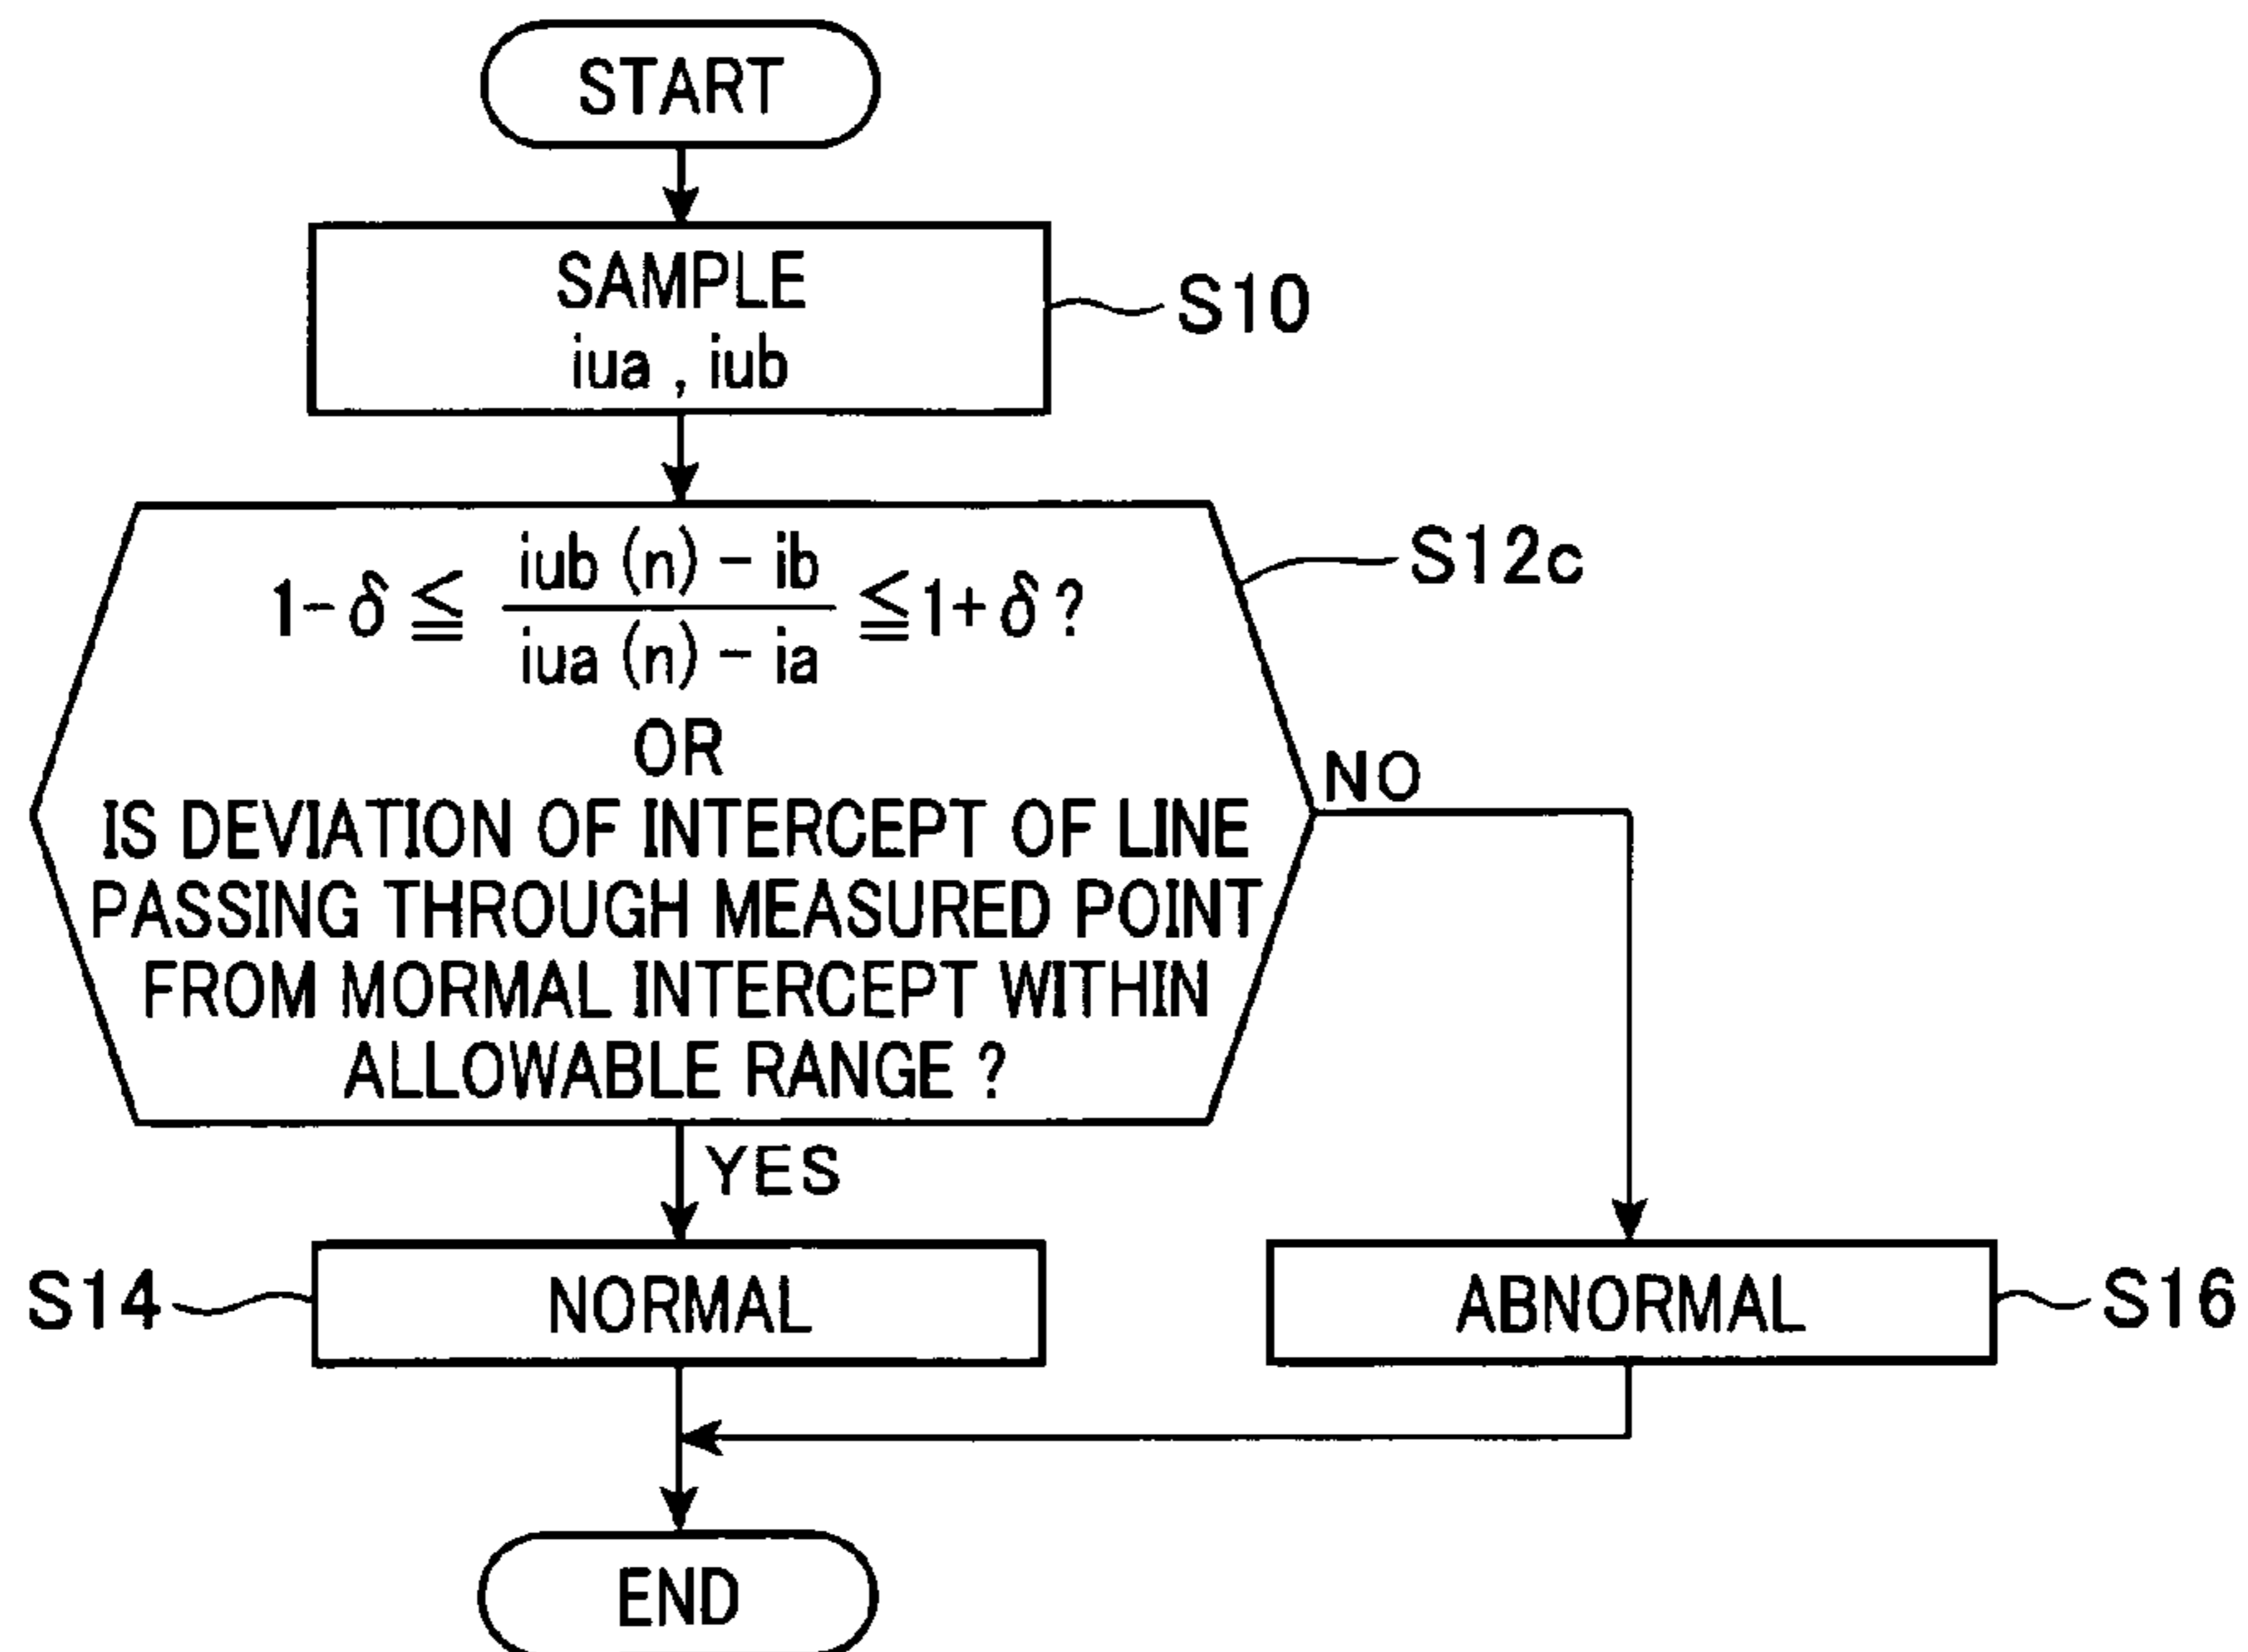 START
SAMPLE
iua , iub
S10
1-δ ≦ iub (n) - ib / iua (n) - ia ≦ 1+δ ?
S12c
OR
IS DEVIATION OF INTERCEPT OF LINE
PASSING THROUGH MEASURED POINT
FROM MORMAL INTERCEPT WITHIN
ALLOWABLE RANGE ?
NO
YES
S14
NORMAL
ABNORMAL
S16
END